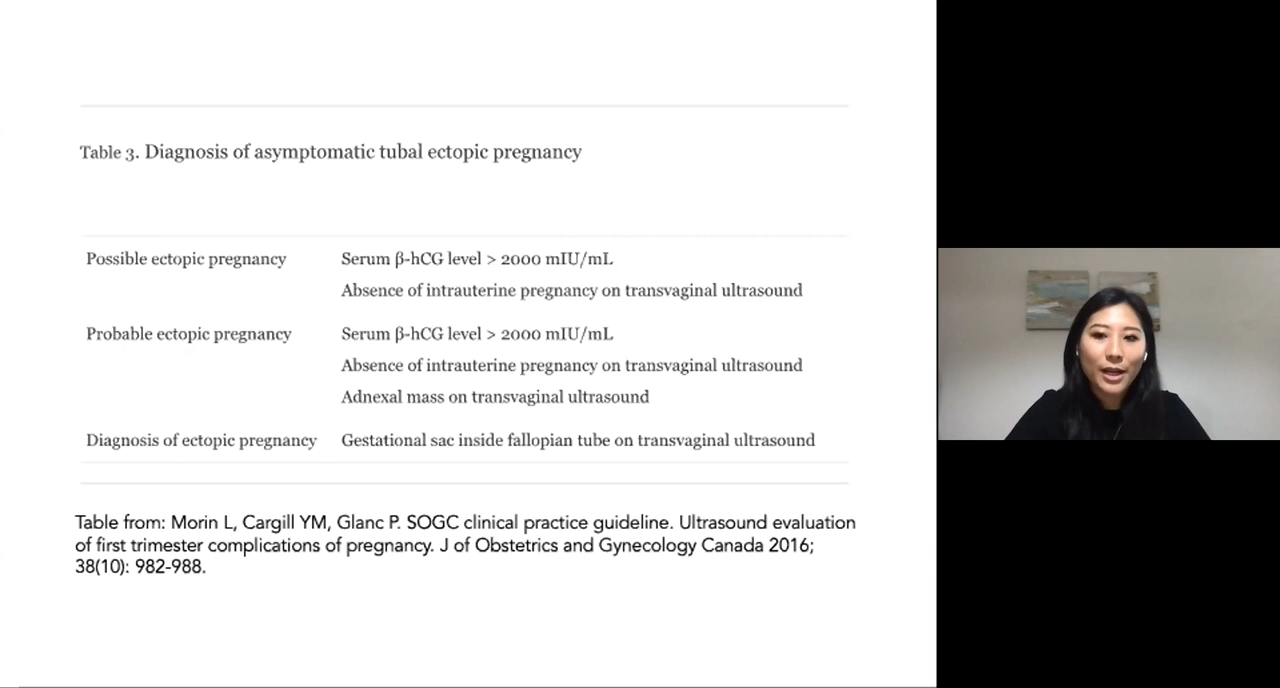 Table 3. Diagnosis of asymptomatic tubal ectopic pregnancy
Possible ectopic pregnancy Serum β-hCG level > 2000 mIU/mL
Absence of intrauterine pregnancy on transvaginal ultrasound
Probable ectopic pregnancy Serum β-hCG level > 2000 mIU/mL
Absence of intrauterine pregnancy on transvaginal ultrasound
Adnexal mass on transvaginal ultrasound
Diagnosis of ectopic pregnancy Gestational sac inside fallopian tube on transvaginal ultrasound
Table from: Morin L, Cargill YM, Glanc P. SOGC clinical practice guideline. Ultrasound evaluation
of first trimester complications of pregnancy. J of Obstetrics and Gynecology Canada 2016;
38(10): 982-988.